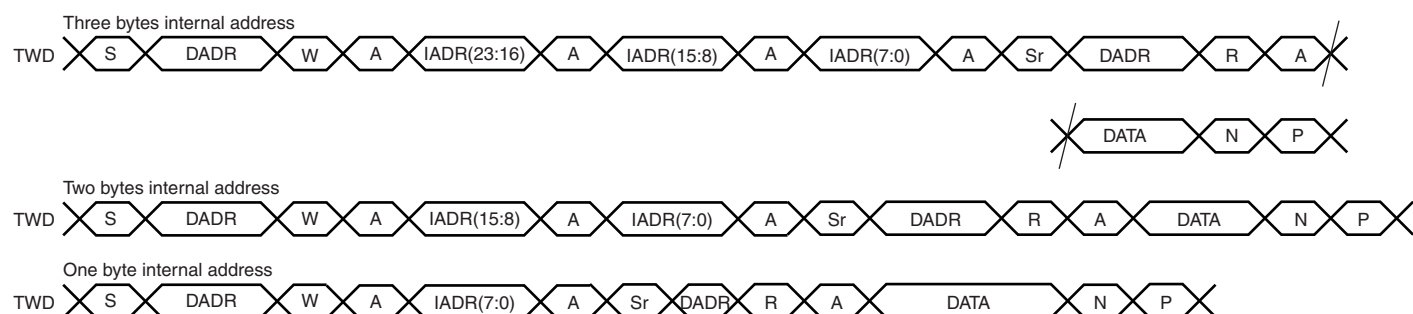 Three bytes internal address
TWD S DADR W A IADR(23:16) A IADR(15:8) A IADR(7:0) A Sr DADR R A
DATA N P
Two bytes internal address
TWD S DADR W A IADR(15:8) A IADR(7:0) A Sr DADR R A DATA N P
One byte internal address
TWD S DADR W A IADR(7:0) A Sr DADR R A DATA N P